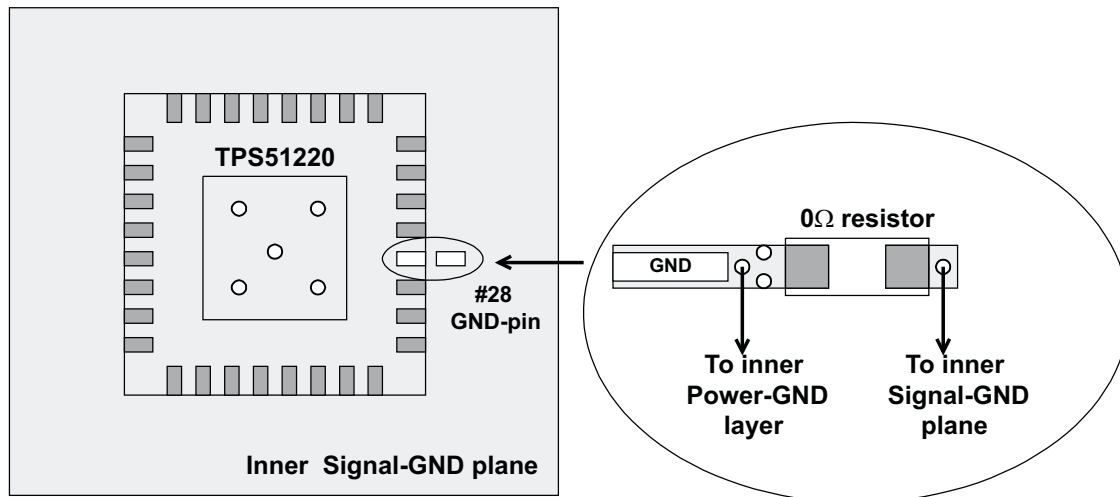 TPS51220
#28
GND-pin
Inner Signal-GND plane
0Ω resistor
GND
To inner
Power-GND
layer
To inner
Signal-GND
plane